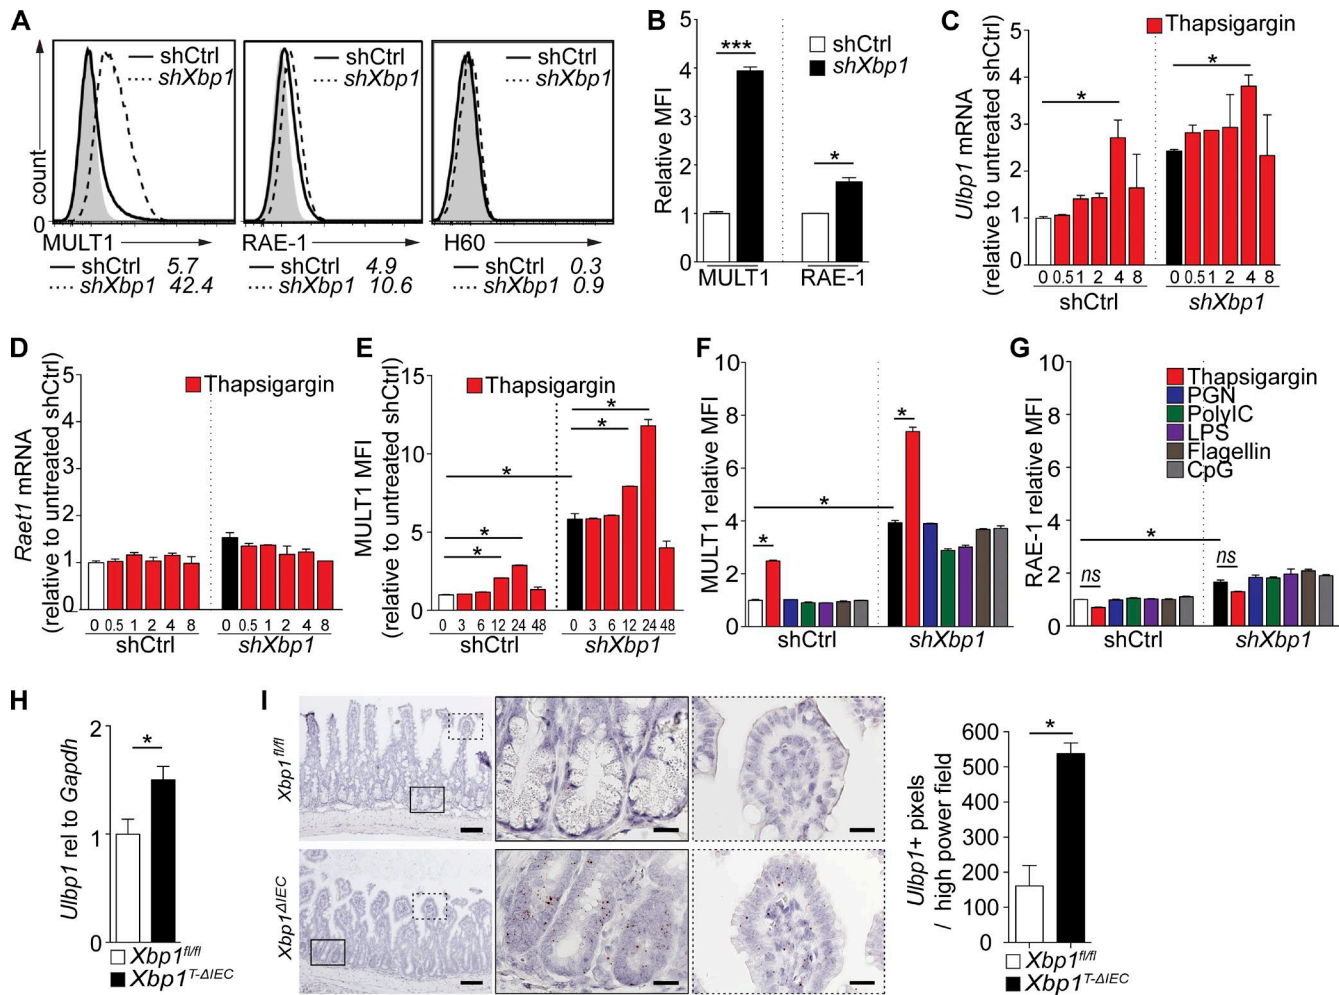 A
count
0
shCtrl
shXbp1
MULT1
shCtrl 5.7
shXbp1 42.4
shCtrl
shXbp1
RAE-1
shCtrl 4.9
shXbp1 10.6
shCtrl
shXbp1
H60
shCtrl 0.3
shXbp1 0.9
B
Relative MFI
5
4
3
2
1
0
***
*
shCtrl
shXbp1
MULT1 RAE-1
C
Ulbp1 mRNA
(relative to untreated shCtrl)
Thapsigargin
5
4
3
2
1
0
*
*
0 0.5 1 2 4 8 0 0.5 1 2 4 8
shCtrl shXbp1
D
Raet1 mRNA
(relative to untreated shCtrl)
Thapsigargin
5
4
3
2
1
0
0 0.5 1 2 4 8 0 0.5 1 2 4 8
shCtrl shXbp1
E
MULT1 MFI
(relative to untreated shCtrl)
Thapsigargin
15
10
5
0
*
*
*
*
*
0 3 6 12 24 48 0 3 6 12 24 48
shCtrl shXbp1
F
MULT1 relative MFI
10
8
6
4
2
0
*
*
*
shCtrl shXbp1
G
RAE-1 relative MFI
10
8
6
4
2
0
Thapsigargin
PGN
PolyIC
LPS
Flagellin
CpG
*
ns
ns
shCtrl shXbp1
H
Ulbp1 rel to Gapdh
2
1
0
*
Xbp1fl/fl
Xbp1T-ΔIEC
I
Xbp1fl/fl
Xbp1ΔIEC
Ulbp1+ pixels
/ high power field
600
500
400
300
200
100
0
*
Xbp1fl/fl
Xbp1T-ΔIEC